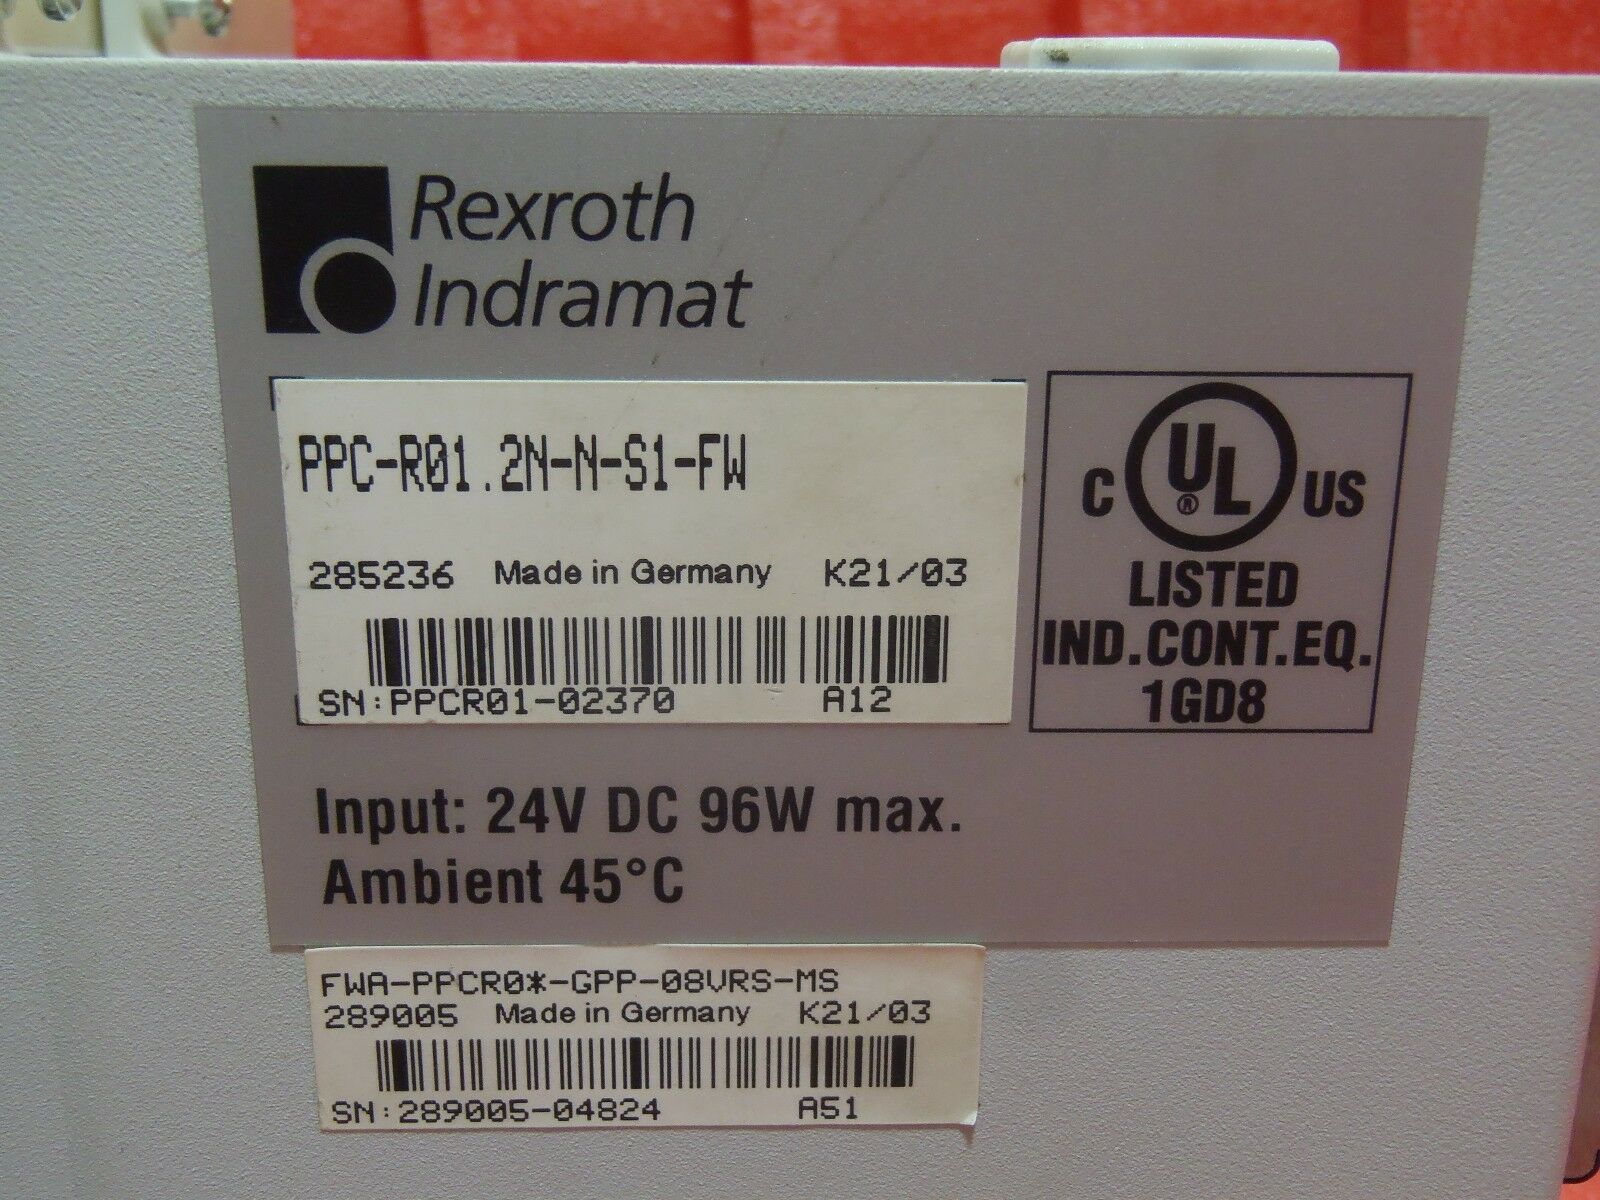 Rexroth
Indramat
PPC-R01.2N-N-S1-FW
285236 Made in Germany K21/03
SN:PPCR01-02370 A12
C UL® US
LISTED
IND.CONT.EQ.
1GD8
Input: 24V DC 96W max.
Ambient 45°C
FWA-PPCR0*-GPP-08VRS-MS
289005 Made in Germany K21/03
SN:289005-04824 A51